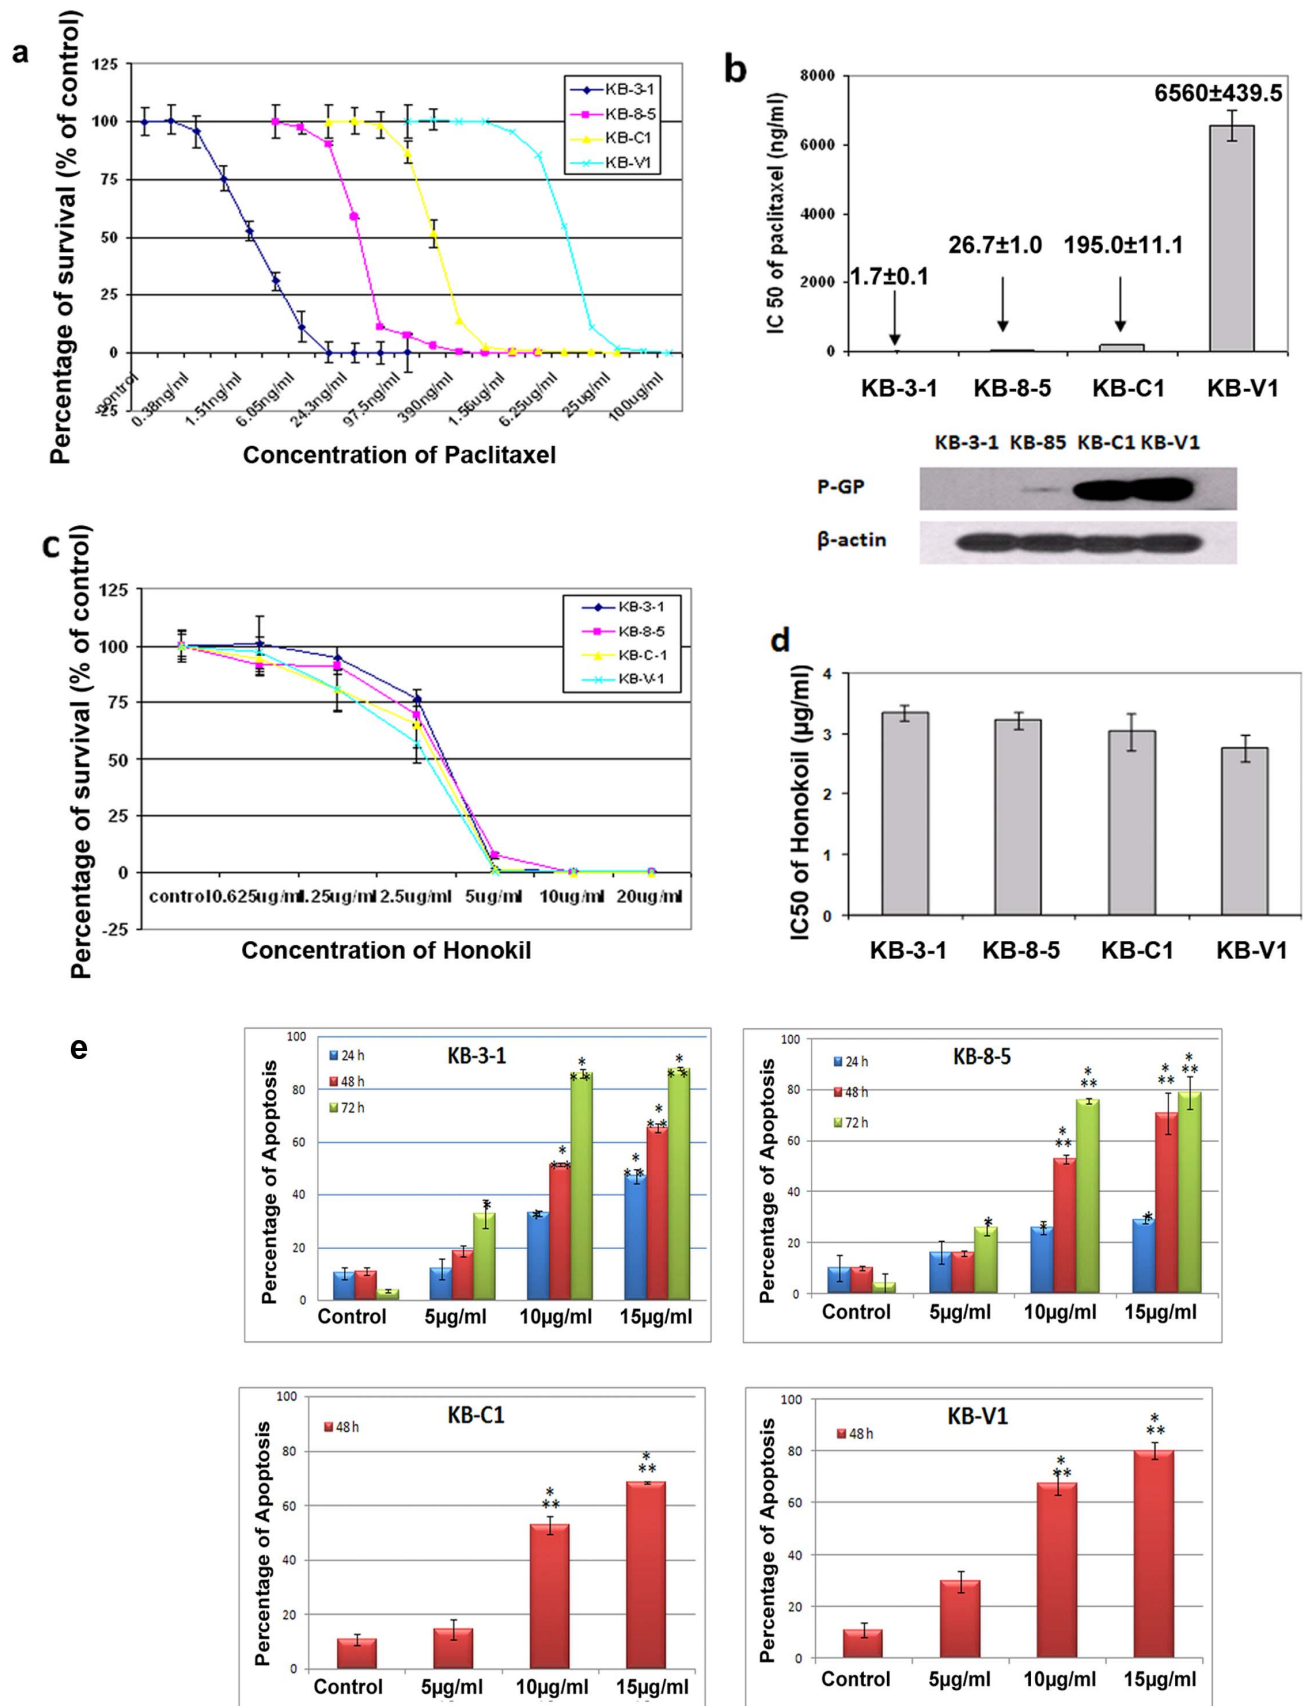 a
Percentage of survival (% of control)
125
100
75
50
25
0
-25
KB-3-1
KB-8-5
KB-C1
KB-V1
control
0.38ng/ml
1.51ng/ml
6.05ng/ml
24.3ng/ml
97.5ng/ml
390ng/ml
1.56ug/ml
6.25ug/ml
25ug/ml
100ug/ml
Concentration of Paclitaxel
b
IC 50 of paclitaxel (ng/ml)
8000
6000
4000
2000
0
1.7±0.1
26.7±1.0
195.0±11.1
6560±439.5
KB-3-1 KB-8-5 KB-C1 KB-V1
KB-3-1 KB-85 KB-C1 KB-V1
P-GP
β-actin
c
Percentage of survival (% of control)
125
100
75
50
25
0
-25
KB-3-1
KB-8-5
KB-C-1
KB-V-1
control 0.625ug/ml 1.25ug/ml 2.5ug/ml 5ug/ml 10ug/ml 20ug/ml
Concentration of Honokil
d
IC50 of Honokoil (µg/ml)
4
3
2
1
0
KB-3-1 KB-8-5 KB-C1 KB-V1
e
Percentage of Apoptosis
100
80
60
40
20
0
24 h
48 h
72 h
KB-3-1
* ** * * ** * ** * ** * ** * **
Control 5µg/ml 10µg/ml 15µg/ml
Percentage of Apoptosis
100
80
60
40
20
0
24 h
48 h
72 h
KB-8-5
* * * ** * ** * * ** * **
Control 5µg/ml 10µg/ml 15µg/ml
Percentage of Apoptosis
100
80
60
40
20
0
48 h
KB-C1
*
**
*
**
Control 5µg/ml 10µg/ml 15µg/ml
Percentage of Apoptosis
100
80
60
40
20
0
48 h
KB-V1
*
**
*
**
Control 5µg/ml 10µg/ml 15µg/ml